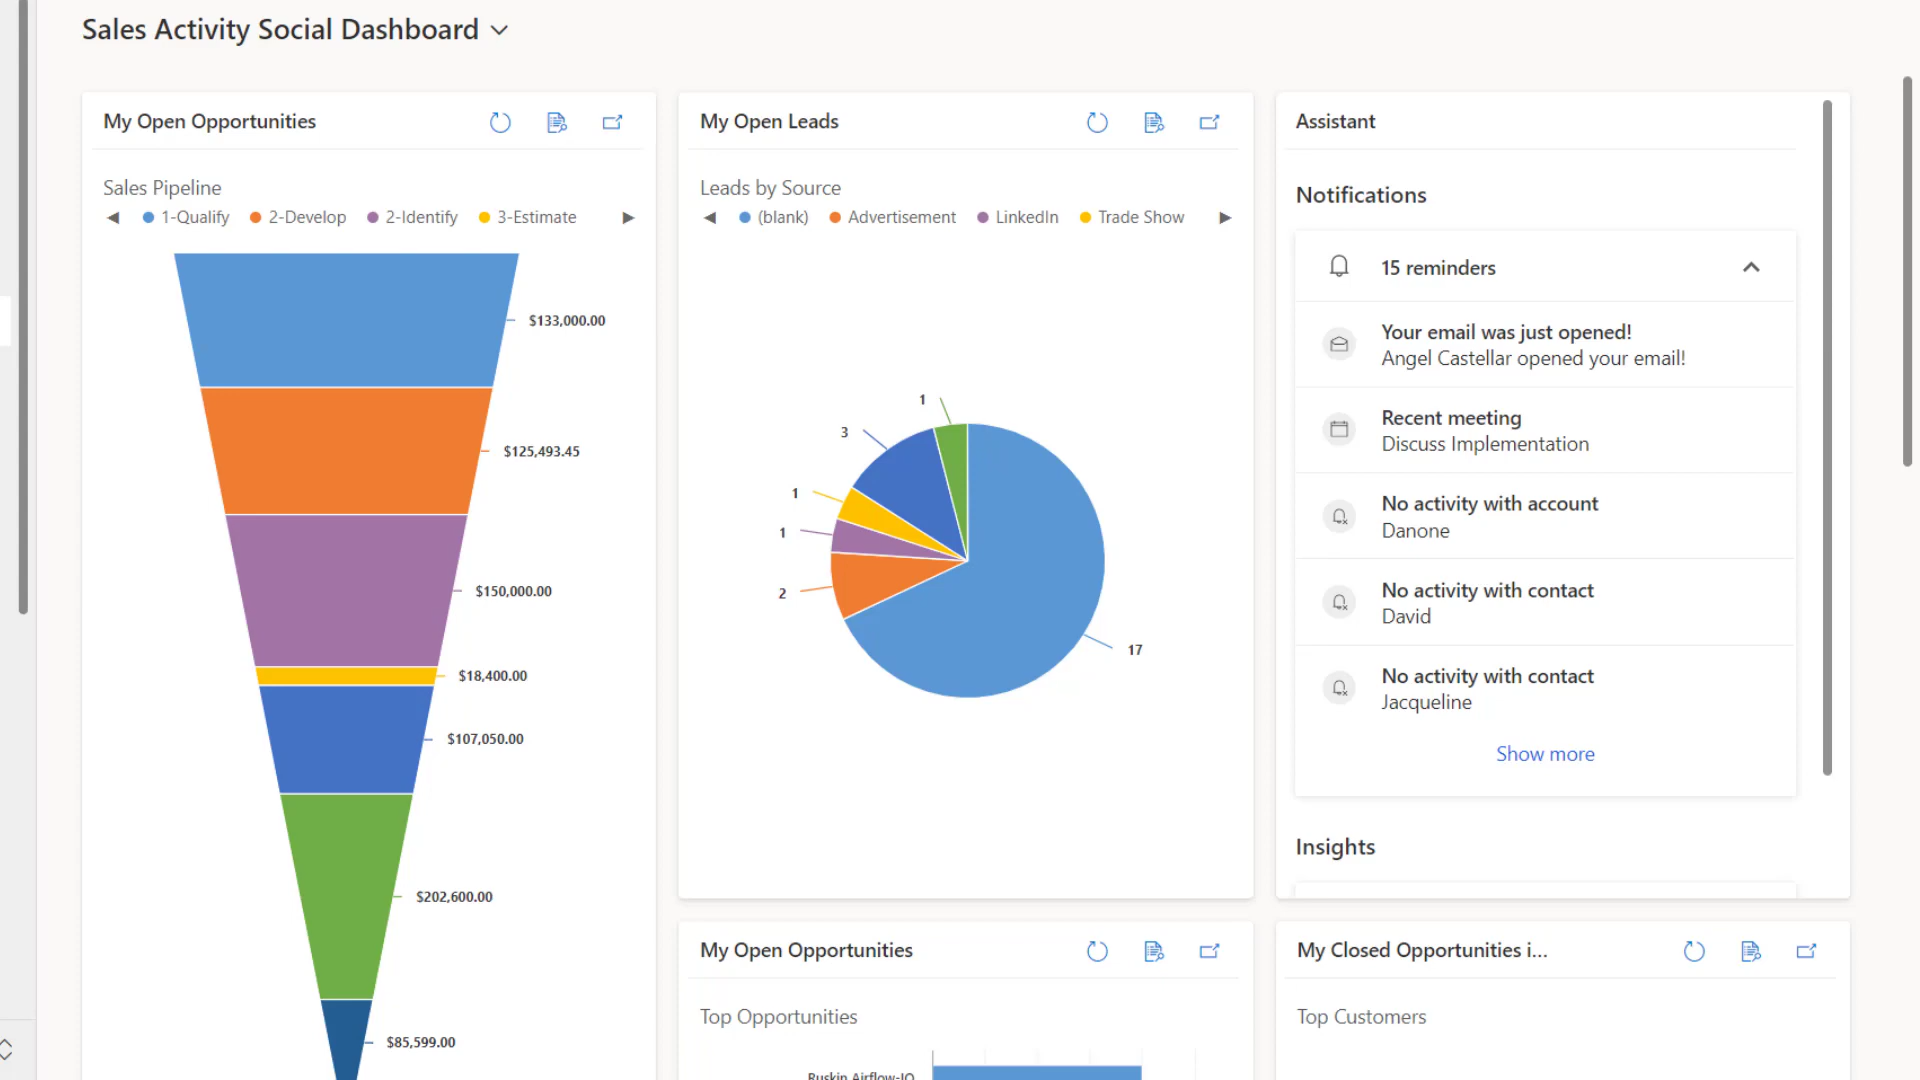 Sales Activity Social Dashboard
My Open Opportunities
Sales Pipeline
1-Qualify 2-Develop 2-Identify 3-Estimate
$133,000.00
$125,493.45
$150,000.00
$18,400.00
$107,050.00
$202,600.00
$85,599.00
My Open Leads
Leads by Source
(blank) Advertisement LinkedIn Trade Show
1
3
1
1
2
17
Assistant
Notifications
15 reminders
Your email was just opened!
Angel Castellar opened your email!
Recent meeting
Discuss Implementation
No activity with account
Danone
No activity with contact
David
No activity with contact
Jacqueline
Show more
Insights
My Open Opportunities
Top Opportunities
Ruskin Airflow-IQ
My Closed Opportunities i...
Top Customers